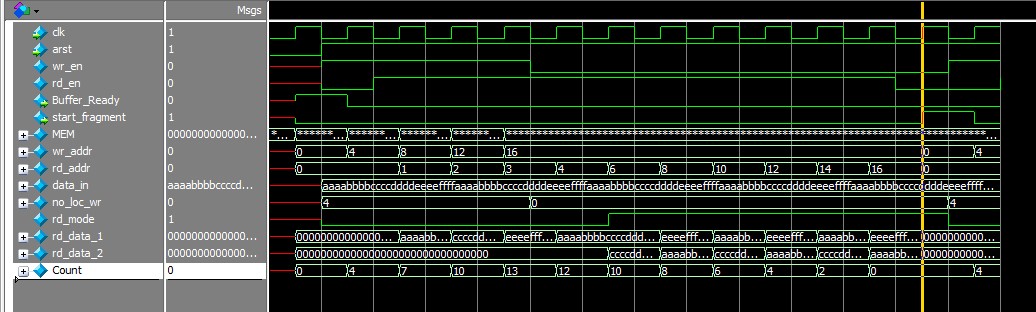 Msgs
clk 1
arst 1
wr_en 0
rd_en 0
Buffer_Ready 0
start_fragment 1
MEM 0000000000000... *... ****** ****** ****** ******
wr_addr 0 0 4 8 12 16 0 4
rd_addr 0 0 1 2 3 4 6 8 10 12 14 16 0
data_in aaaabbbbccccd... aaaabbbbccccddddeeeeffffaaaabbbbccccddddeeeeffffaaaabbbbccccddddeeeeffffaaaabbbbccccddddeeeeffffaaaabbbbccccddddeeeeffff...
no_loc_wr 0 4 0 4
rd_mode 1
rd_data_1 0000000000000... 00000000000000... aaaabb... ccccdd... eeeefff... aaaabbbbccccddd... eeeefff... aaaabb... eeeefff... aaaabb... eeeefff... 0000000000...
rd_data_2 0000000000000... 00000000000000000000000000000000 ccccdd... aaaabb... ccccdd... aaaabb... ccccdd... aaaabb... 0000000000...
Count 0 0 4 7 10 13 12 10 8 6 4 2 0 4